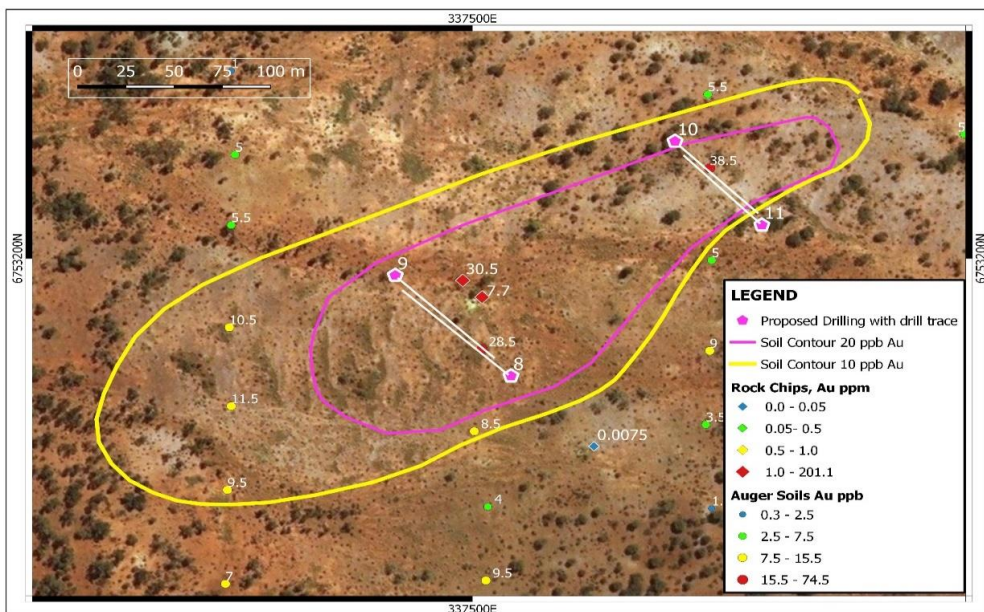 337500E
1
0 25 50 75 100 m
5.5
10
5
5
38.5
5.5
11
6753200N
9
30.5
5
7.7
LEGEND
Proposed Drilling with drill trace
10.5
28.5
Soil Contour 20 ppb Au
9
Soil Contour 10 ppb Au
8
Rock Chips, Au ppm
11.5
0.0 - 0.05
3.5
0.05- 0.5
8.5
0.0075
0.5 - 1.0
1.0 - 201.1
9.5
Auger Soils Au ppb
4
1.
0.3 - 2.5
2.5 - 7.5
7.5 - 15.5
7
9.5
15.5 - 74.5
337500E
6753200N